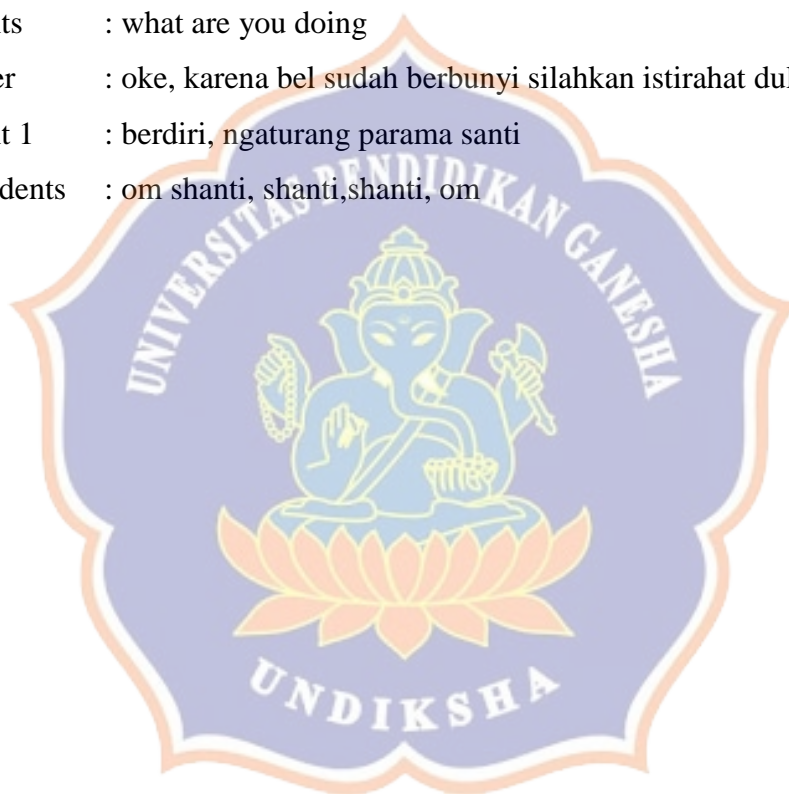 ts : what are you doing
er : oke, karena bel sudah berbunyi silahkan istirahat dul
t 1 : berdiri, ngaturang parama santi
dents : om shanti, shanti,shanti, om
UNIVERSITAS PENDIDIKAN GANESHA
UNDIKSHA